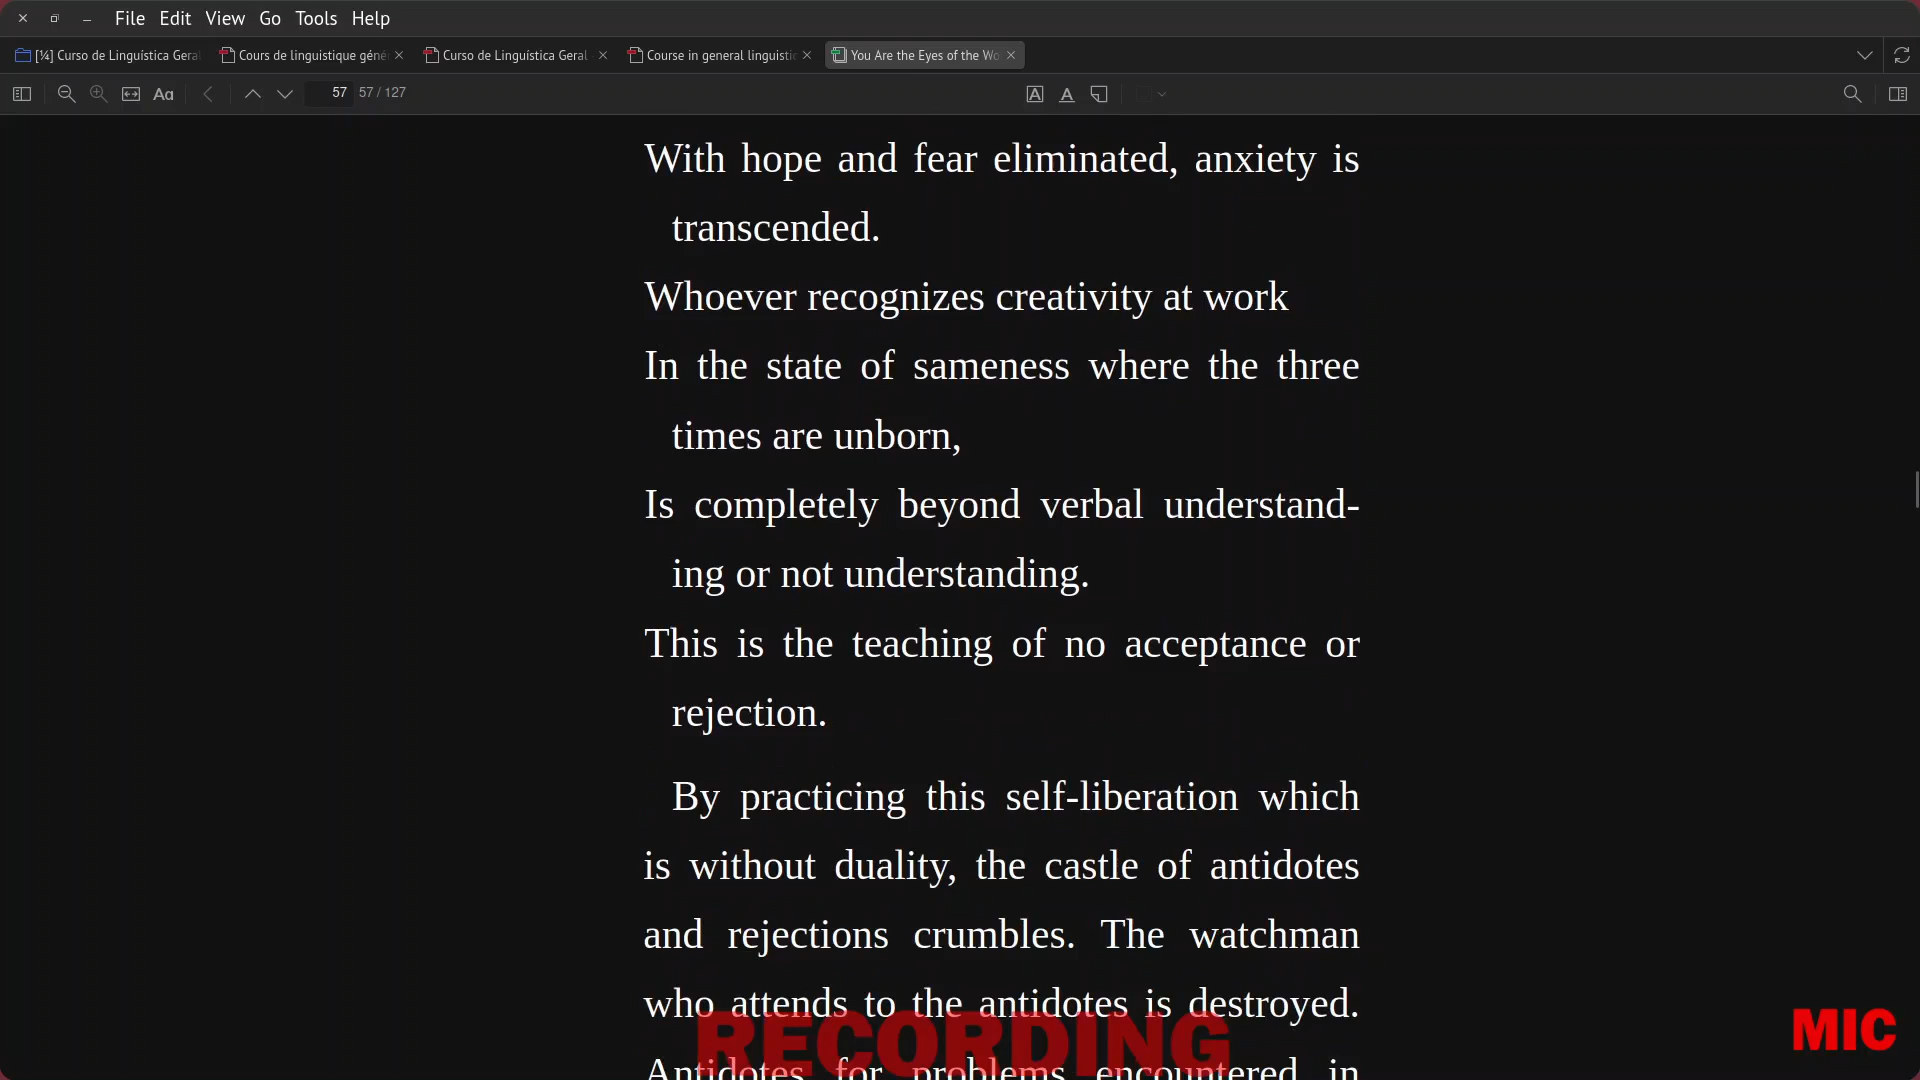 File Edit View Go Tools Help
[¼] Curso de Linguística Geral
Cours de linguistique géné
Curso de Linguística Geral
Course in general linguistic
You Are the Eyes of the Wo
Aa
57 57 / 127
With hope and fear eliminated, anxiety is
transcended.
Whoever recognizes creativity at work
In the state of sameness where the three
times are unborn,
Is completely beyond verbal understand-
ing or not understanding.
This is the teaching of no acceptance or
rejection.
By practicing this self-liberation which
is without duality, the castle of antidotes
and rejections crumbles. The watchman
who attends to the antidotes is destroyed.
Antidotes for problems encountered in
RECORDING
MIC